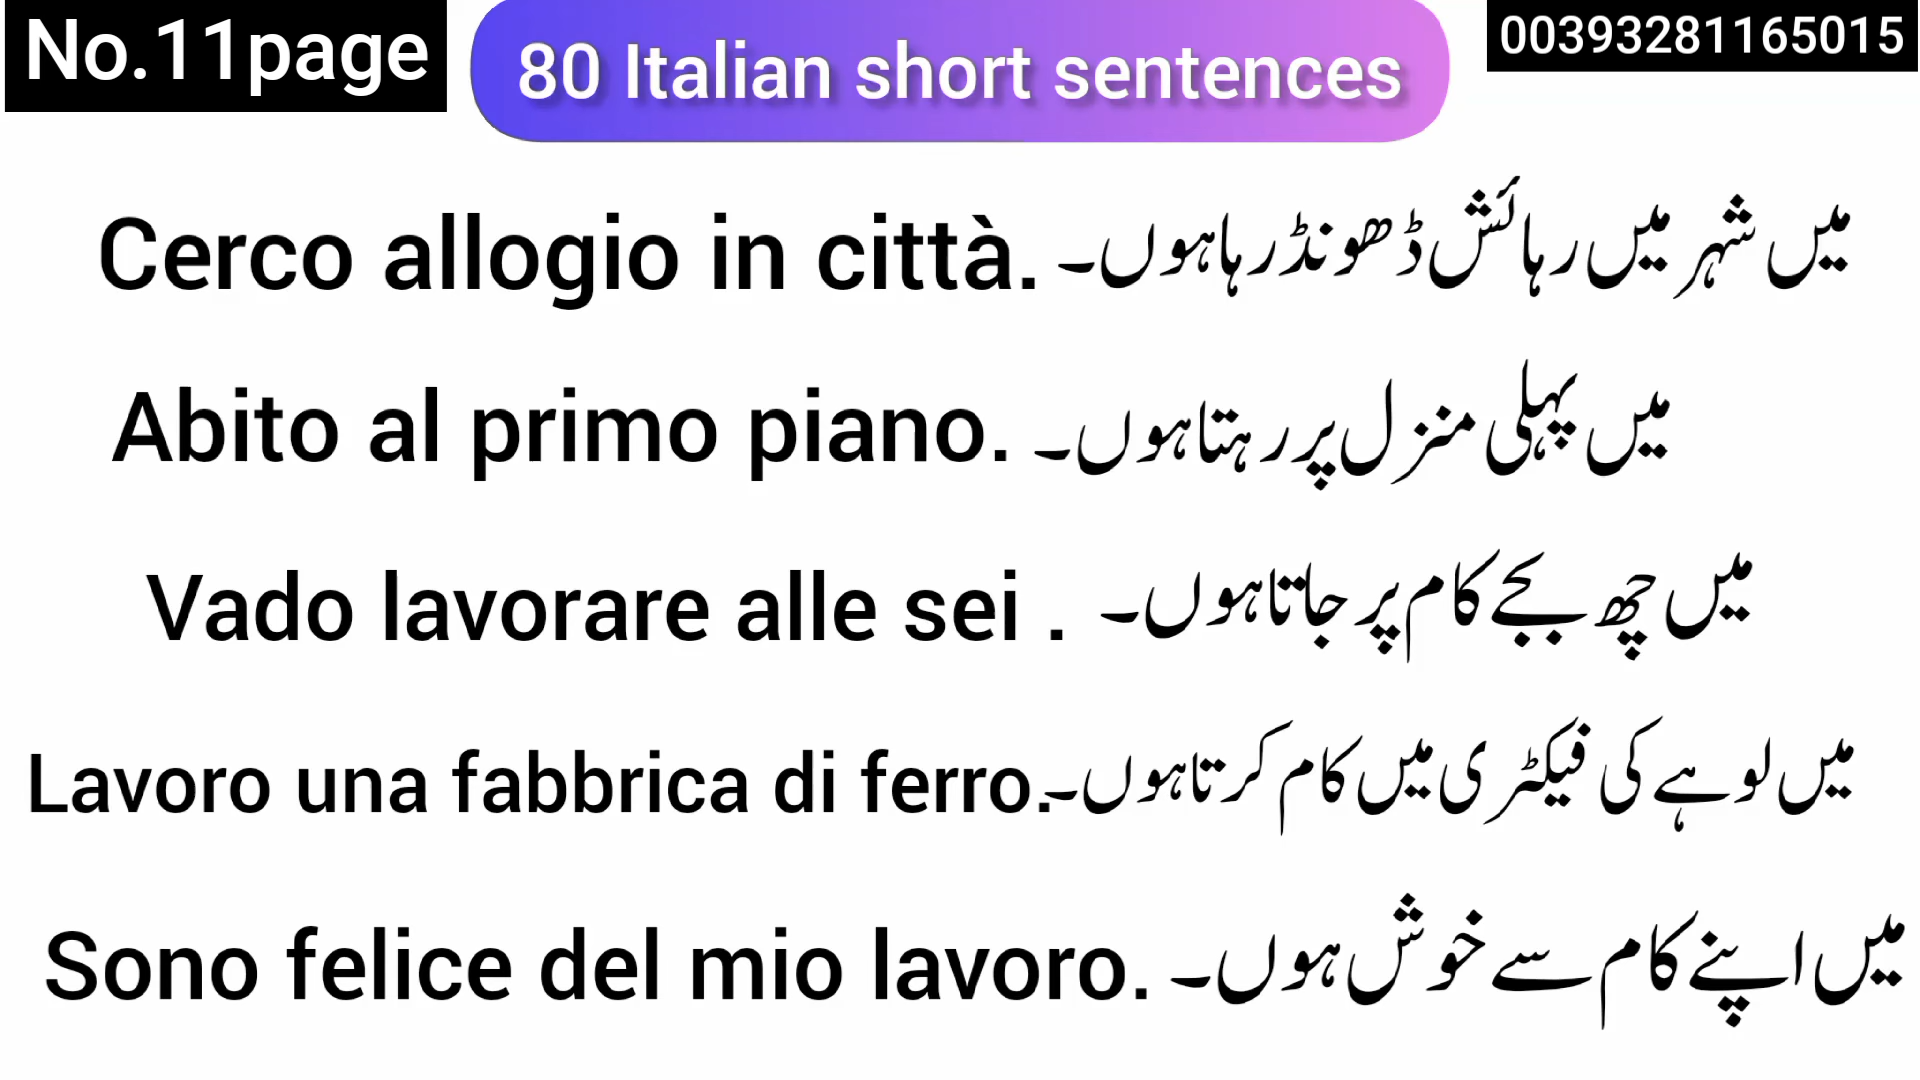 No.11page
80 Italian short sentences
00393281165015
Cerco allogio in città. میں شہر میں رہائش ڈھونڈ رہا ہوں۔
Abito al primo piano. میں پہلی منزل پر رہتا ہوں۔
Vado lavorare alle sei . میں چھ بجے کام پر جاتا ہوں۔
Lavoro una fabbrica di ferro. میں لوہے کی فیکٹری میں کام کرتا ہوں۔
Sono felice del mio lavoro. میں اپنے کام سے خوش ہوں۔